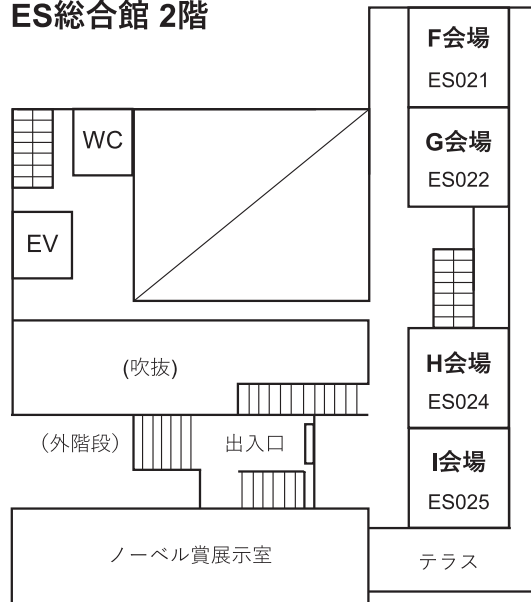 ES総合館 2階
F会場
ES021
WC
G会場
ES022
EV
(吹抜)
H会場
ES024
(外階段)
出入口
I会場
ES025
ノーベル賞展示室
テラス